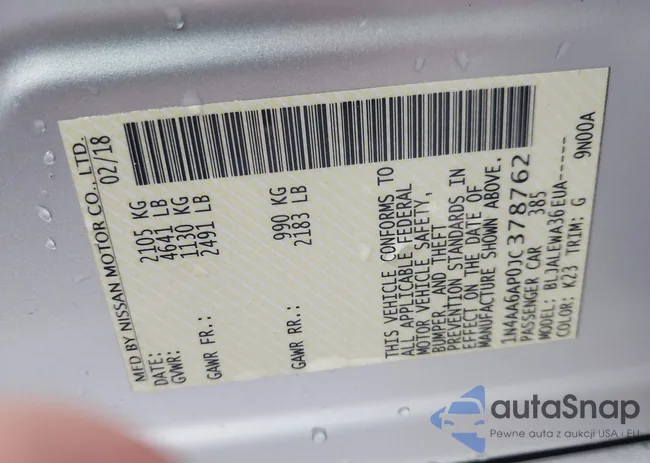 MFD BY NISSAN MOTOR CO., LTD.
DATE: 02/18
GVWR: 2105 KG
4641 LB
GAWR FR.: 1130 KG
2491 LB
GAWR RR.: 990 KG
2183 LB
THIS VEHICLE CONFORMS TO
ALL APPLICABLE FEDERAL
MOTOR VEHICLE SAFETY,
BUMPER, AND THEFT
PREVENTION STANDARDS IN
EFFECT ON THE DATE OF
MANUFACTURE SHOWN ABOVE.
1N4AA6AP0JC378762
PASSENGER CAR 385
MODEL: BLJALEWA36EUA-----
COLOR: K23 TRIM: G 9N00A
autaSnap
Pewne auta z aukcji USA i EU